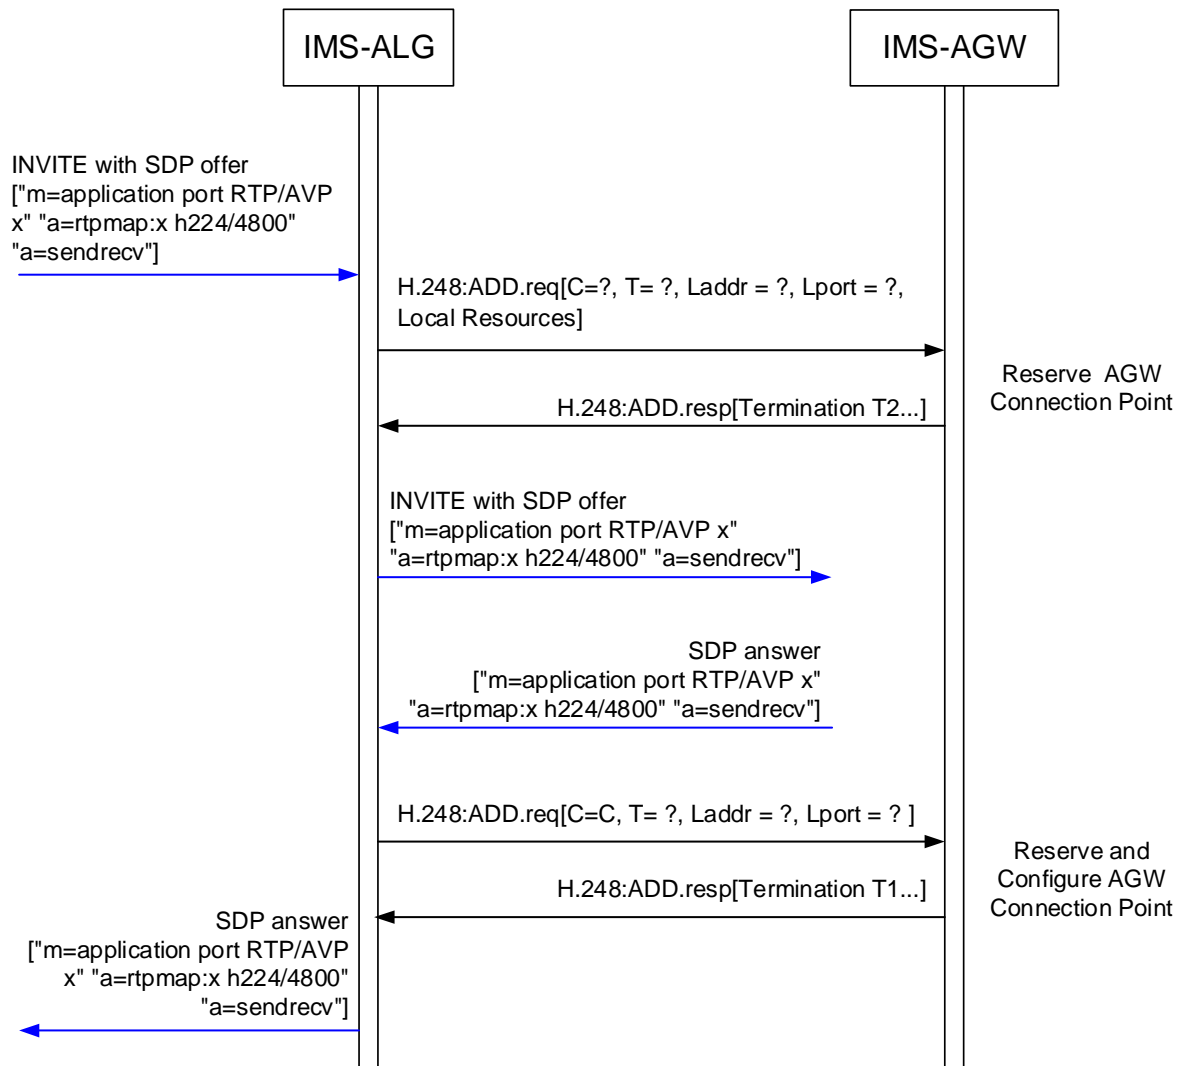 IMS-ALG
IMS-AGW
INVITE with SDP offer
["m=application port RTP/AVP
x" "a=rtpmap:x h224/4800"
"a=sendrecv"]
H.248:ADD.req[C=?, T= ?, Laddr = ?, Lport = ?,
Local Resources]
Reserve  AGW
Connection Point
H.248:ADD.resp[Termination T2...]
INVITE with SDP offer
["m=application port RTP/AVP x"
"a=rtpmap:x h224/4800" "a=sendrecv"]
SDP answer
["m=application port RTP/AVP x"
"a=rtpmap:x h224/4800" "a=sendrecv"]
H.248:ADD.req[C=C, T= ?, Laddr = ?, Lport = ? ]
Reserve and
Configure AGW
Connection Point
H.248:ADD.resp[Termination T1...]
SDP answer
["m=application port RTP/AVP
x" "a=rtpmap:x h224/4800"
"a=sendrecv"]